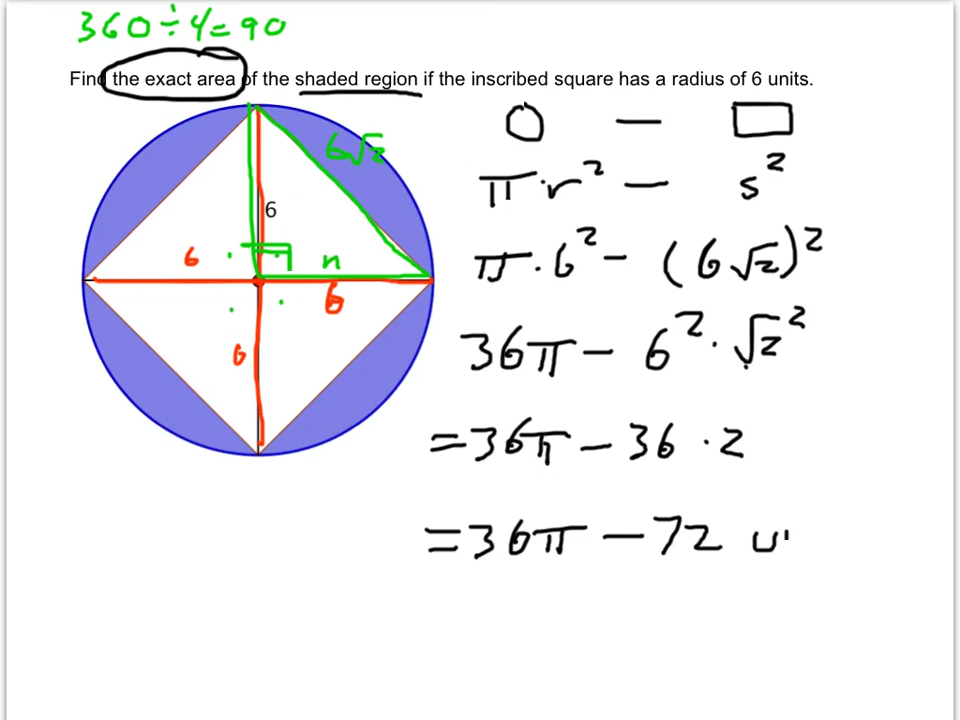 360÷4=90
Find the exact area of the shaded region if the inscribed square has a radius of 6 units.
6√2
6
6
n
6
6
○ − □
π·r² − s²
π·6² − (6√2)²
36π − 6²·√2²
=36π − 36·2
=36π − 72